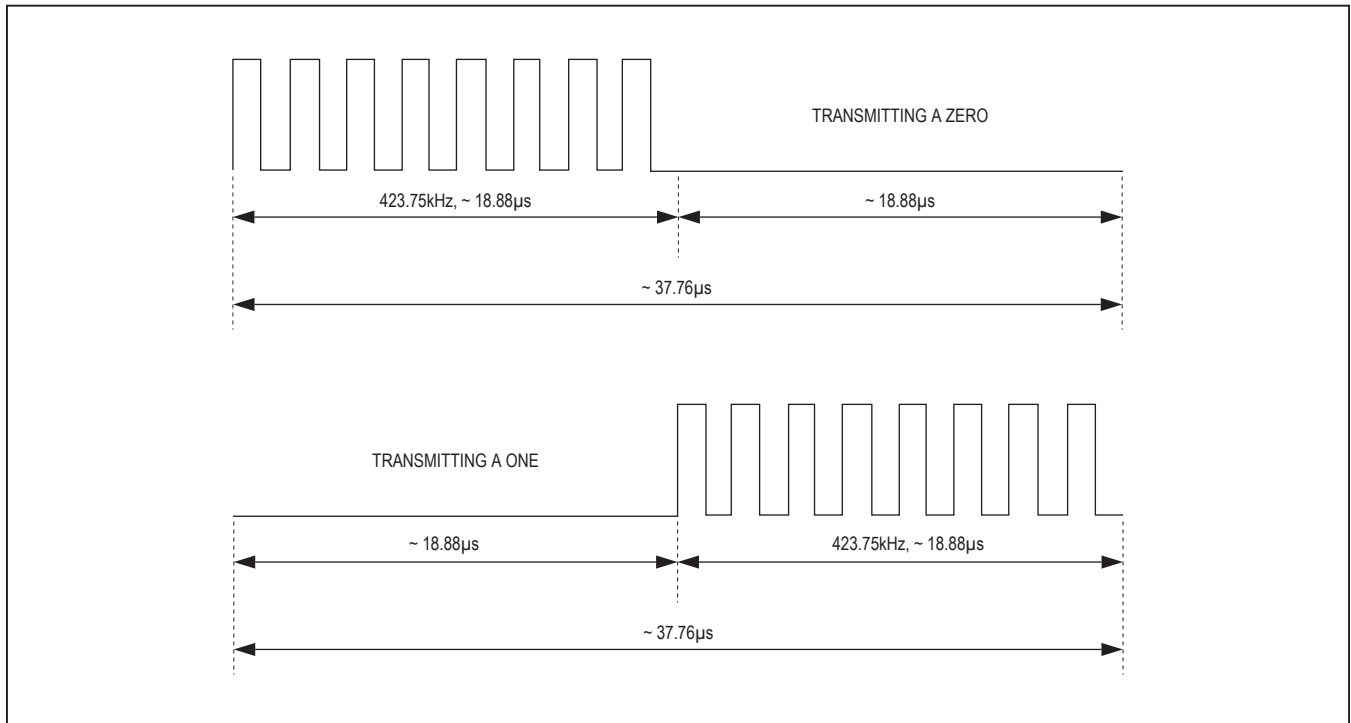 TRANSMITTING A ZERO
423.75kHz, ~ 18.88µs
~ 18.88µs
~ 37.76µs
TRANSMITTING A ONE
~ 18.88µs
423.75kHz, ~ 18.88µs
~ 37.76µs